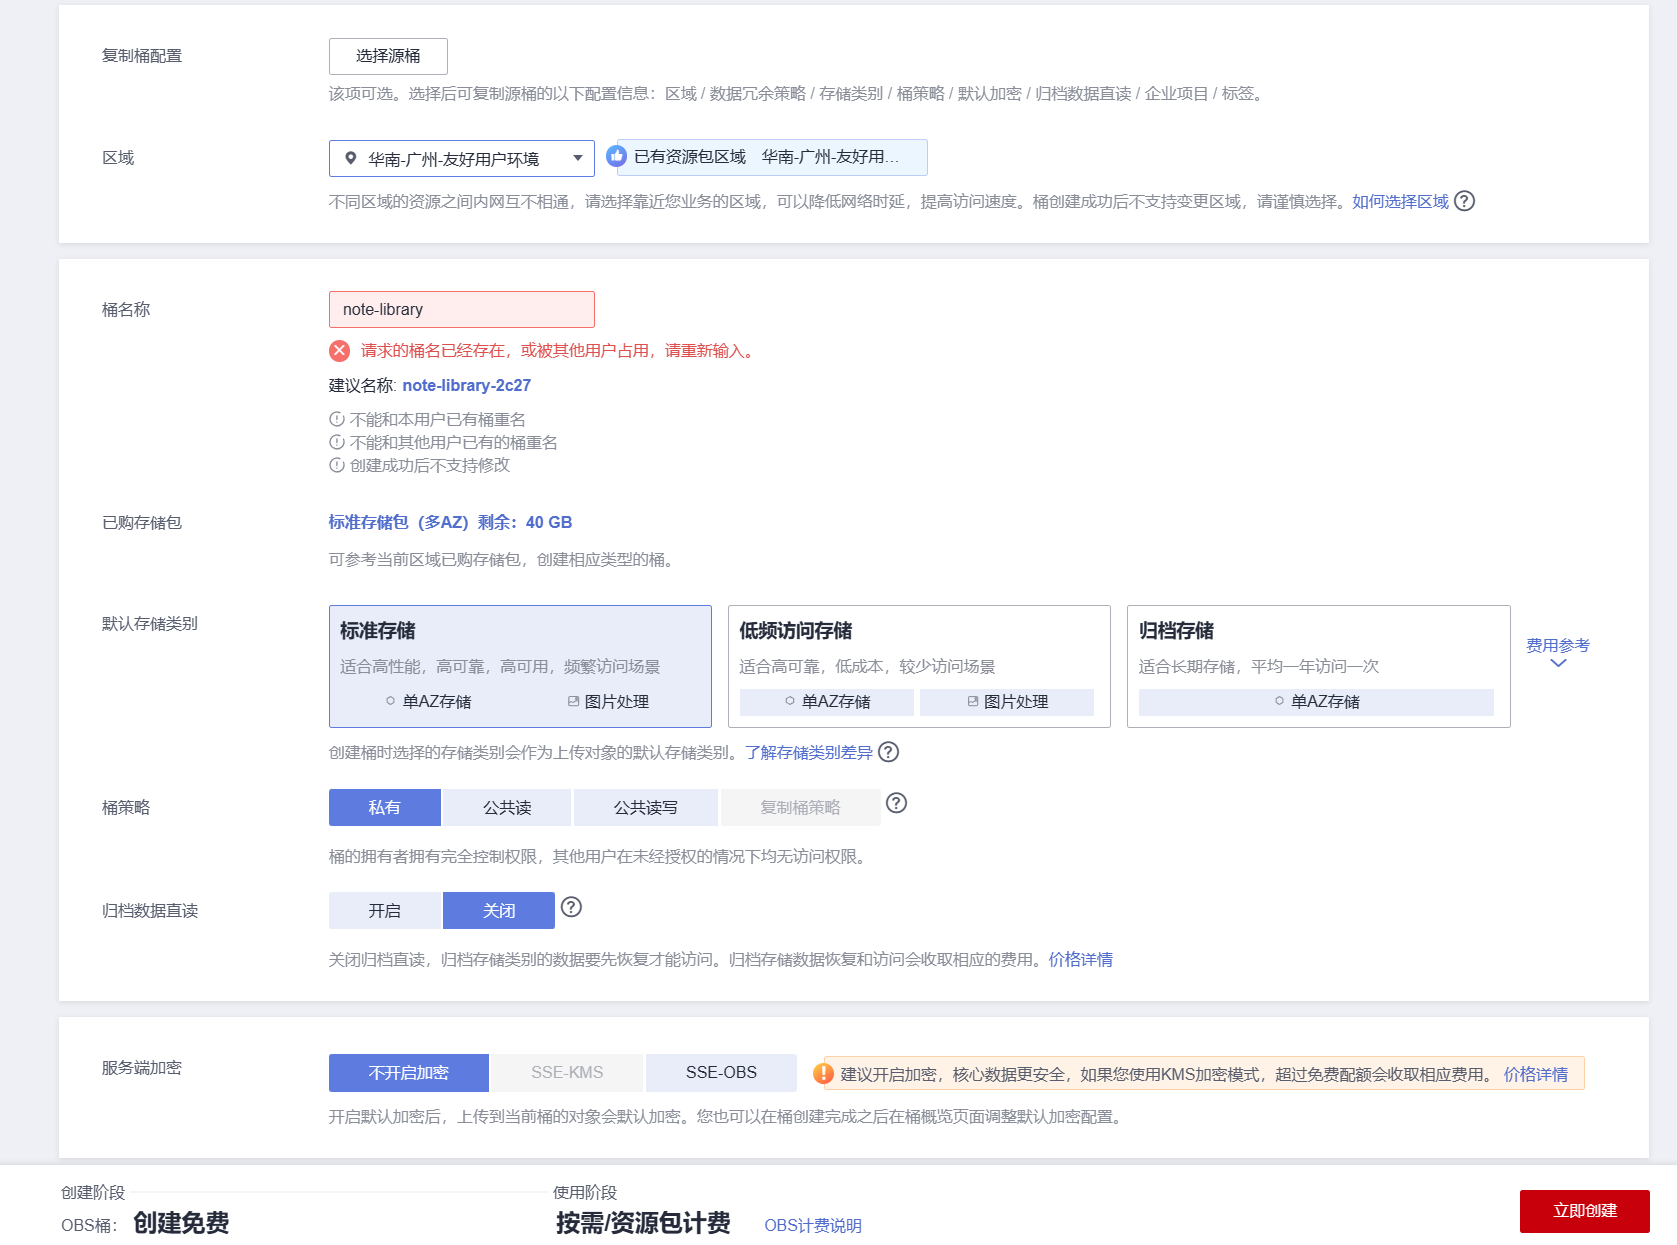 复制桶配置
选择源桶
该项可选。选择后可复制源桶的以下配置信息：区域 / 数据冗余策略 / 存储类别 / 桶策略 / 默认加密 / 归档数据直读 / 企业项目 / 标签。
区域
华南-广州-友好用户环境
已有资源包区域 华南-广州-友好用...
不同区域的资源之间内网互不相通，请选择靠近您业务的区域，可以降低网络时延，提高访问速度。桶创建成功后不支持变更区域，请谨慎选择。如何选择区域
桶名称
note-library
请求的桶名已经存在，或被其他用户占用，请重新输入。
建议名称: note-library-2c27
不能和本用户已有桶重名
不能和其他用户已有的桶重名
创建成功后不支持修改
已购存储包
标准存储包（多AZ）剩余：40 GB
可参考当前区域已购存储包，创建相应类型的桶。
默认存储类别
标准存储
适合高性能，高可靠，高可用，频繁访问场景
单AZ存储 图片处理
低频访问存储
适合高可靠，低成本，较少访问场景
单AZ存储 图片处理
归档存储
适合长期存储，平均一年访问一次
单AZ存储
费用参考
创建桶时选择的存储类别会作为上传对象的默认存储类别。了解存储类别差异
桶策略
私有 公共读 公共读写 复制桶策略
桶的拥有者拥有完全控制权限，其他用户在未经授权的情况下均无访问权限。
归档数据直读
开启 关闭
关闭归档直读，归档存储类别的数据要先恢复才能访问。归档存储数据恢复和访问会收取相应的费用。价格详情
服务端加密
不开启加密 SSE-KMS SSE-OBS
建议开启加密，核心数据更安全，如果您使用KMS加密模式，超过免费配额会收取相应费用。 价格详情
开启默认加密后，上传到当前桶的对象会默认加密。您也可以在桶创建完成之后在桶概览页面调整默认加密配置。
创建阶段
OBS桶： 创建免费
使用阶段
按需/资源包计费 OBS计费说明
立即创建